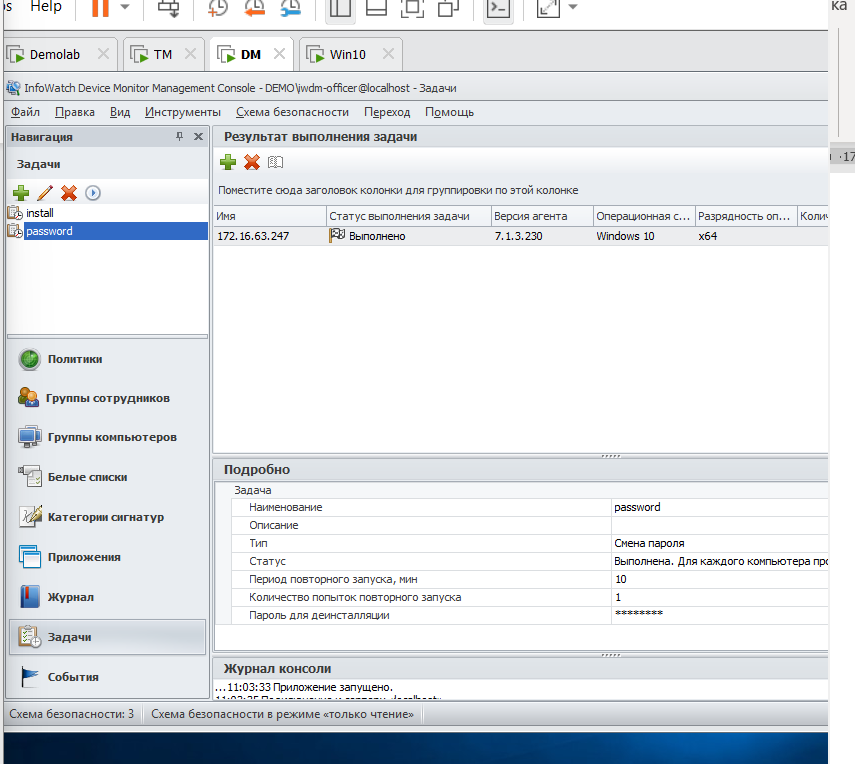 Help
ка
Demolab
TM
DM
Win10
InfoWatch Device Monitor Management Console - DEMO\iwdm-officer@localhost - Задачи
Файл Правка Вид Инструменты Схема безопасности Переход Помощь
Навигация
Задачи
install
password
Политики
Группы сотрудников
Группы компьютеров
Белые списки
Категории сигнатур
Приложения
Журнал
Задачи
События
Результат выполнения задачи
Поместите сюда заголовок колонки для группировки по этой колонке
Имя Статус выполнения задачи Версия агента Операционная с... Разрядность оп... Колич
172.16.63.247 Выполнено 7.1.3.230 Windows 10 x64
Подробно
Задача
Наименование password
Описание
Тип Смена пароля
Статус Выполнена. Для каждого компьютера про
Период повторного запуска, мин 10
Количество попыток повторного запуска 1
Пароль для деинсталляции ********
Журнал консоли
...11:03:33 Приложение запущено.
Схема безопасности: 3 Схема безопасности в режиме «только чтение»
·17